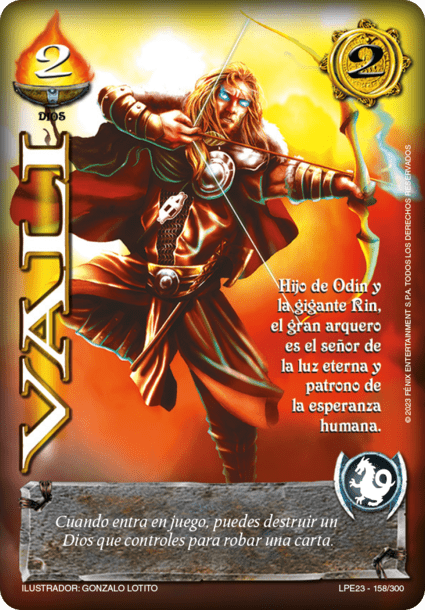 2
2
DIOS
VALI
Hijo de Odín y
la gigante Rin,
el gran arquero
es el señor de
la luz eterna y
patrono de
la esperanza
humana.
© 2023 FÉNIX ENTERTAINMENT S.P.A. TODOS LOS DERECHOS RESERVADOS
Cuando entra en juego, puedes destruir un
Dios que controles para robar una carta.
ILUSTRADOR: GONZALO LOTITO
LPE23 - 158/300